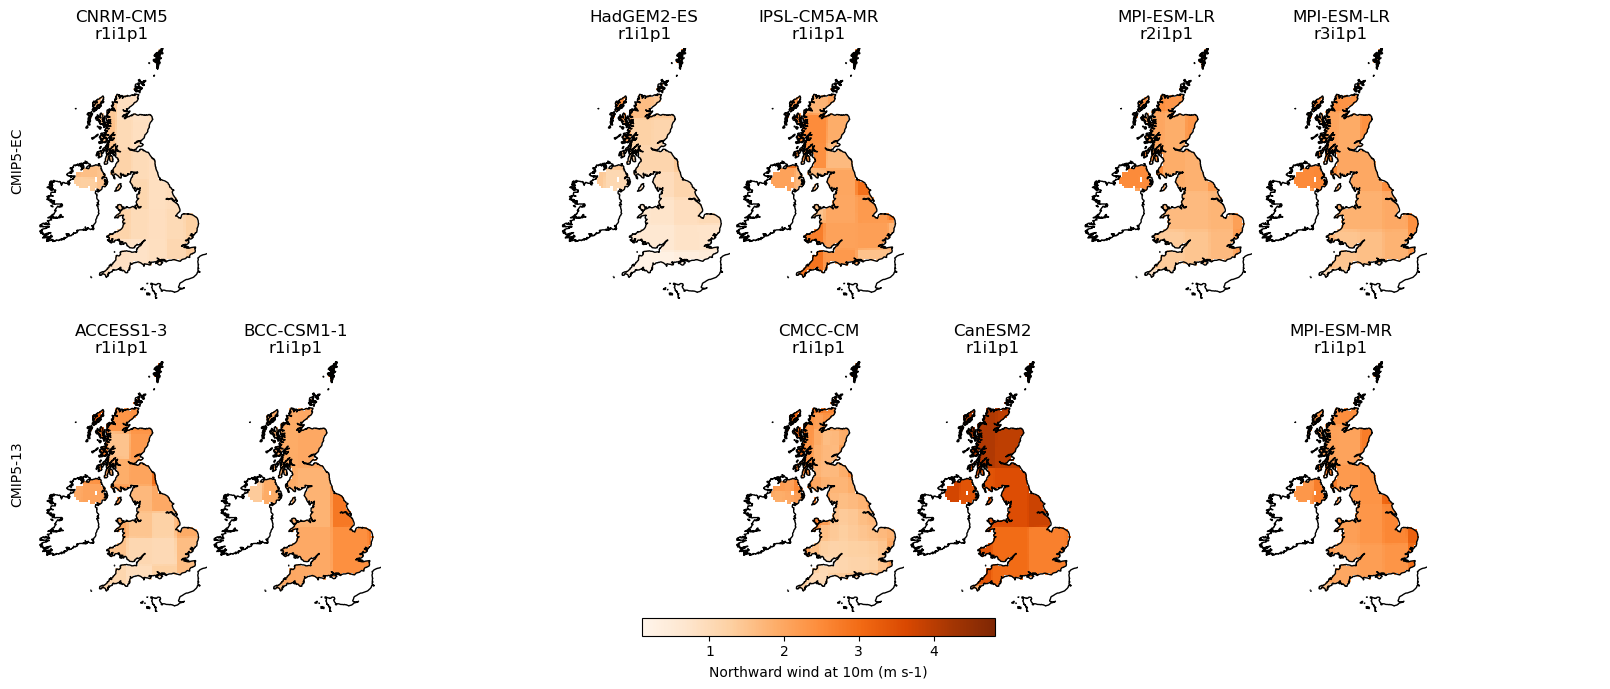 CNRM-CM5
r1i1p1
HadGEM2-ES
r1i1p1
IPSL-CM5A-MR
r1i1p1
MPI-ESM-LR
r2i1p1
MPI-ESM-LR
r3i1p1
CMIP5-EC
ACCESS1-3
r1i1p1
BCC-CSM1-1
r1i1p1
CMCC-CM
r1i1p1
CanESM2
r1i1p1
MPI-ESM-MR
r1i1p1
CMIP5-13
1 2 3 4
Northward wind at 10m (m s-1)